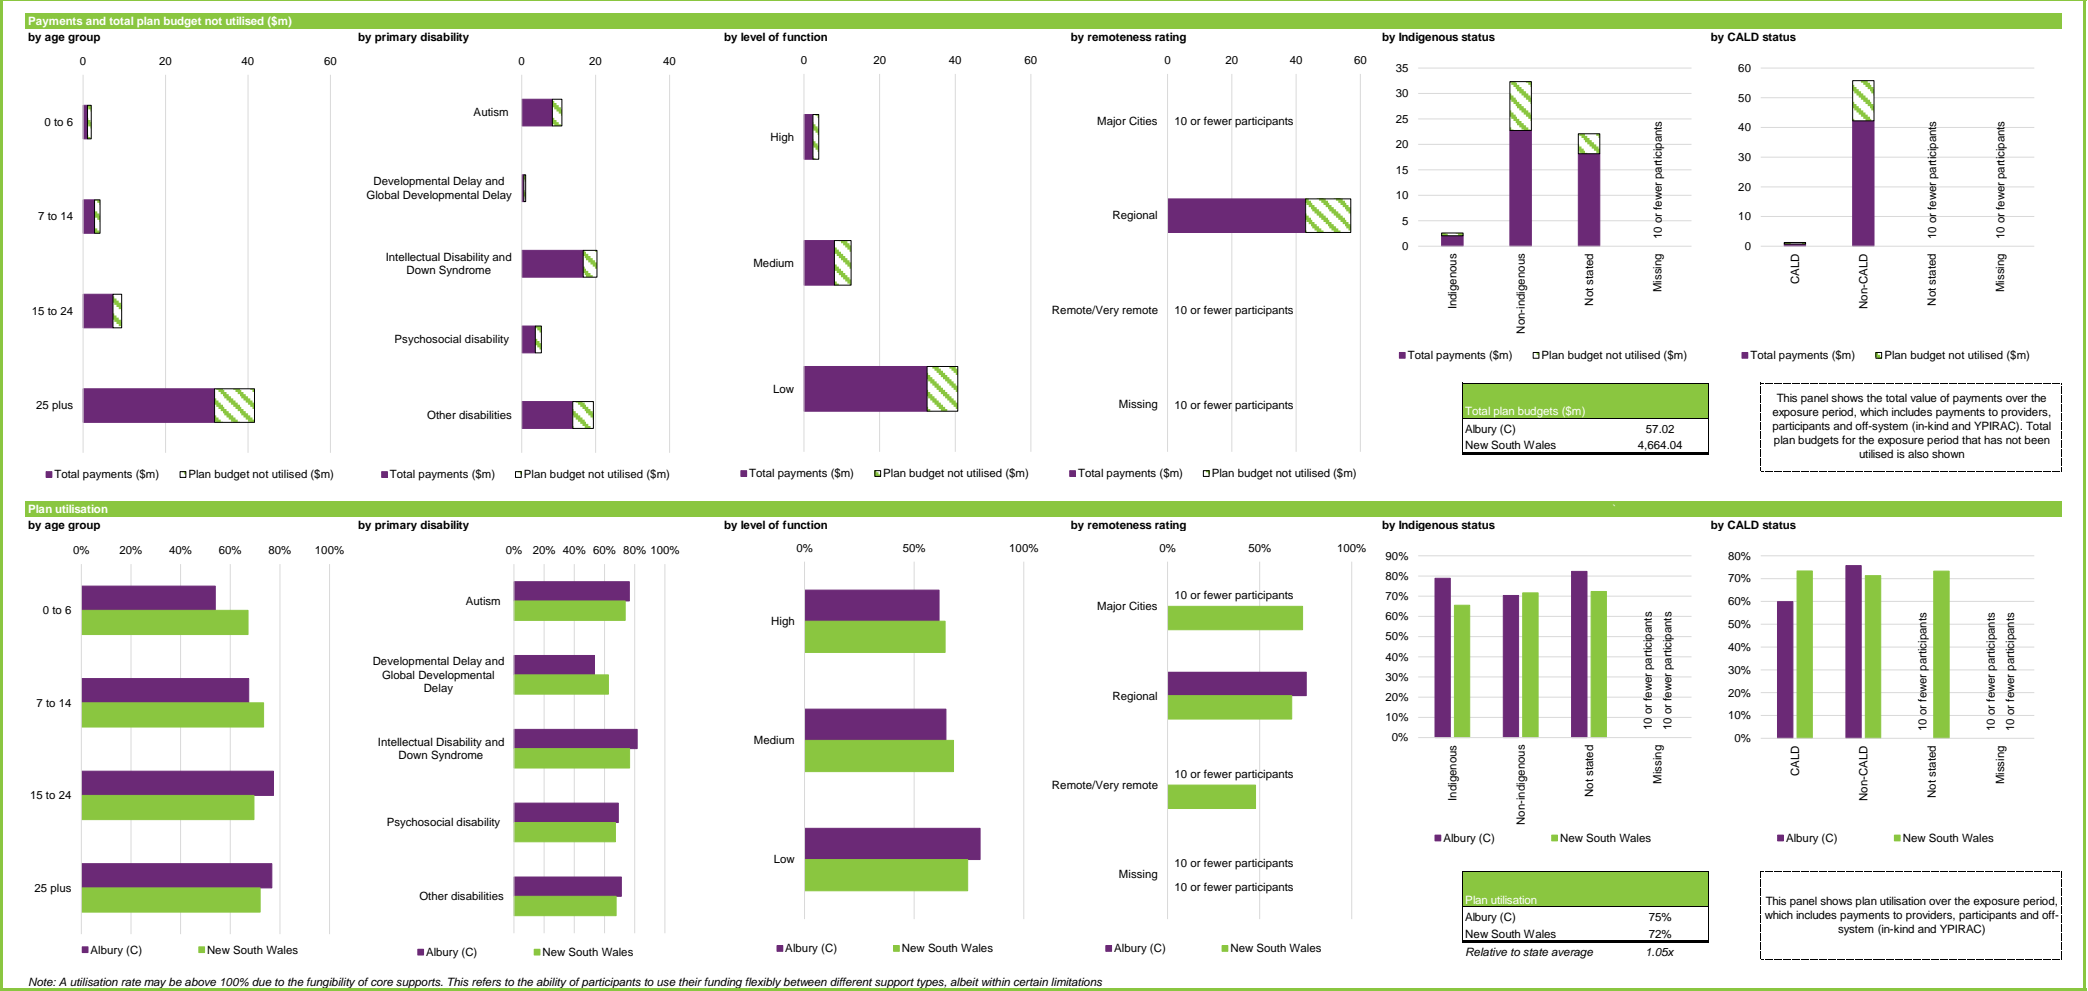 Payments and total plan budget not utilised ($m)
by age group
0 20 40 60
0 to 6
7 to 14
15 to 24
25 plus
Total payments ($m) Plan budget not utilised ($m)
by primary disability
0 20 40
Autism
Developmental Delay and
Global Developmental Delay
Intellectual Disability and
Down Syndrome
Psychosocial disability
Other disabilities
Total payments ($m) Plan budget not utilised ($m)
by level of function
0 20 40 60
High
Medium
Low
Total payments ($m) Plan budget not utilised ($m)
by remoteness rating
0 20 40 60
Major Cities 10 or fewer participants
Regional
Remote/Very remote 10 or fewer participants
Missing 10 or fewer participants
Total payments ($m) Plan budget not utilised ($m)
by Indigenous status
35
30
25
20
15
10
5
0
10 or fewer participants
Indigenous
Non-indigenous
Not stated
Missing
Total payments ($m) Plan budget not utilised ($m)
by CALD status
60
50
40
30
20
10
0
10 or fewer participants
10 or fewer participants
CALD
Non-CALD
Not stated
Missing
Total payments ($m) Plan budget not utilised ($m)
Total plan budgets ($m)
Albury (C) 57.02
New South Wales 4,664.04
This panel shows the total value of payments over the
exposure period, which includes payments to providers,
participants and off-system (in-kind and YPIRAC). Total
plan budgets for the exposure period that has not been
utilised is also shown
Plan utilisation
by age group
0% 20% 40% 60% 80% 100%
0 to 6
7 to 14
15 to 24
25 plus
Albury (C) New South Wales
by primary disability
0% 20% 40% 60% 80% 100%
Autism
Developmental Delay and
Global Developmental
Delay
Intellectual Disability and
Down Syndrome
Psychosocial disability
Other disabilities
Albury (C) New South Wales
by level of function
0% 50% 100%
High
Medium
Low
Albury (C) New South Wales
by remoteness rating
0% 50% 100%
10 or fewer participants
Major Cities
Regional
10 or fewer participants
Remote/Very remote
10 or fewer participants
Missing
10 or fewer participants
Albury (C) New South Wales
by Indigenous status
90%
80%
70%
60%
50%
40%
30%
20%
10%
0%
10 or fewer participants
10 or fewer participants
Indigenous
Non-indigenous
Not stated
Missing
Albury (C) New South Wales
by CALD status
80%
70%
60%
50%
40%
30%
20%
10%
0%
10 or fewer participants
10 or fewer participants
10 or fewer participants
CALD
Non-CALD
Not stated
Missing
Albury (C) New South Wales
Plan utilisation
Albury (C) 75%
New South Wales 72%
Relative to state average 1.05x
This panel shows plan utilisation over the exposure period,
which includes payments to providers, participants and off-
system (in-kind and YPIRAC)
Note: A utilisation rate may be above 100% due to the fungibility of core supports. This refers to the ability of participants to use their funding flexibly between different support types, albeit within certain limitations